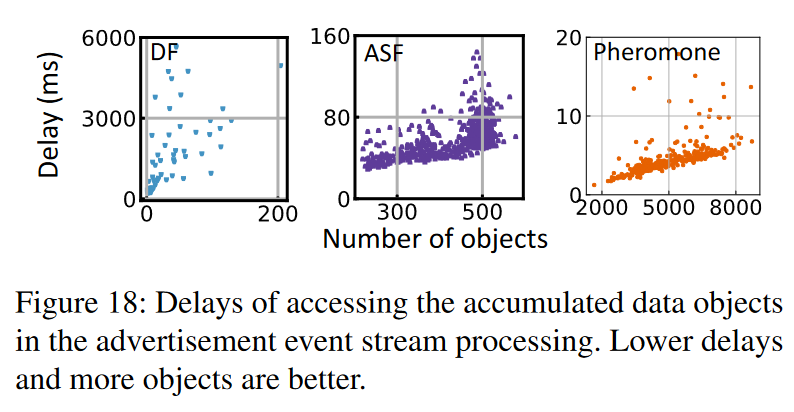 6000 DF
3000
0
0 200
Delay (ms)
160 ASF
80
0
300 500
20 Pheromone
10
0
2000 5000 8000
Number of objects
Figure 18: Delays of accessing the accumulated data objects
in the advertisement event stream processing. Lower delays
and more objects are better.